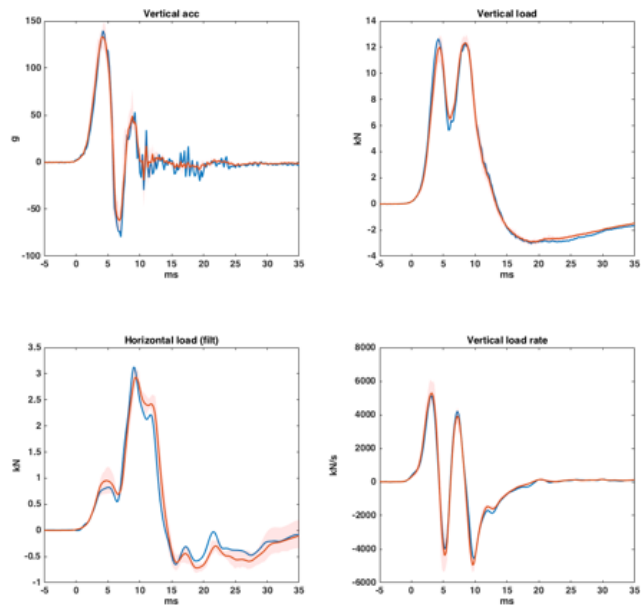 Vertical acc
150
100
50
0
-50
-100
g
-5 0 5 10 15 20 25 30 35
ms
Vertical load
14
12
10
8
6
4
2
0
-2
-4
kN
-5 0 5 10 15 20 25 30 35
ms
Horizontal load (filt)
3.5
3
2.5
2
1.5
1
0.5
0
-0.5
-1
kN
-5 0 5 10 15 20 25 30 35
ms
Vertical load rate
8000
6000
4000
2000
0
-2000
-4000
-6000
kN/s
-5 0 5 10 15 20 25 30 35
ms